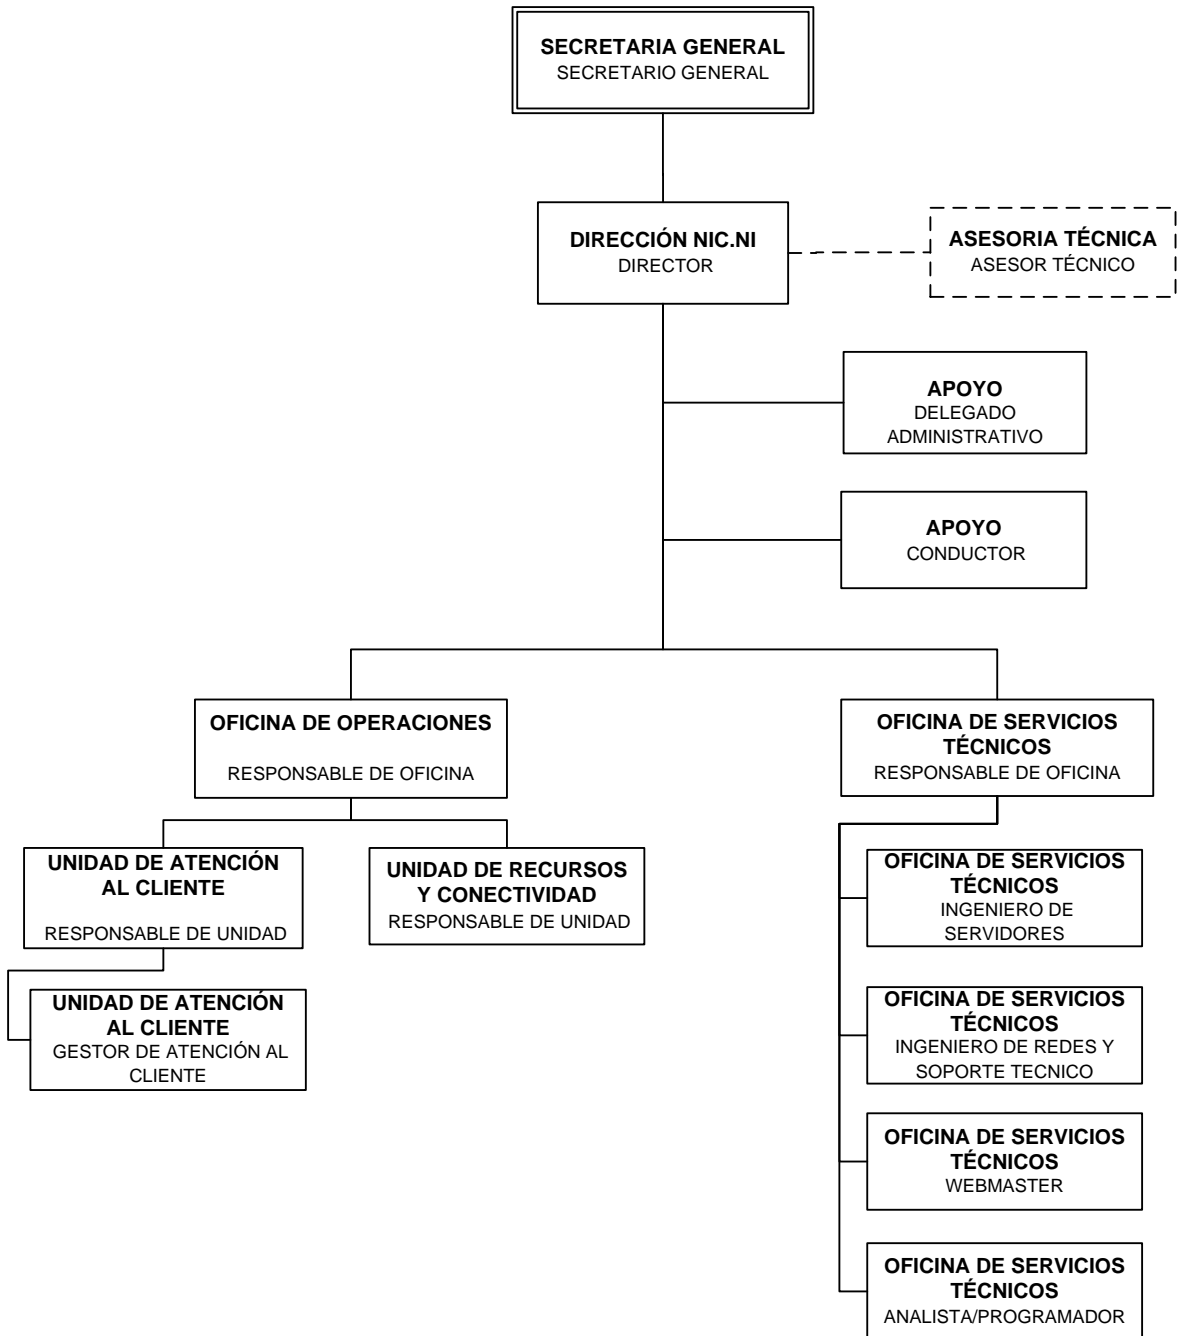 SECRETARIA GENERAL
SECRETARIO GENERAL
DIRECCIÓN NIC.NI
DIRECTOR
ASESORIA TÉCNICA
ASESOR TÉCNICO
APOYO
DELEGADO
ADMINISTRATIVO
APOYO
CONDUCTOR
OFICINA DE OPERACIONES
RESPONSABLE DE OFICINA
OFICINA DE SERVICIOS
TÉCNICOS
RESPONSABLE DE OFICINA
UNIDAD DE ATENCIÓN
AL CLIENTE
RESPONSABLE DE UNIDAD
UNIDAD DE RECURSOS
Y CONECTIVIDAD
RESPONSABLE DE UNIDAD
OFICINA DE SERVICIOS
TÉCNICOS
INGENIERO DE
SERVIDORES
UNIDAD DE ATENCIÓN
AL CLIENTE
GESTOR DE ATENCIÓN AL
CLIENTE
OFICINA DE SERVICIOS
TÉCNICOS
INGENIERO DE REDES Y
SOPORTE TECNICO
OFICINA DE SERVICIOS
TÉCNICOS
WEBMASTER
OFICINA DE SERVICIOS
TÉCNICOS
ANALISTA/PROGRAMADOR